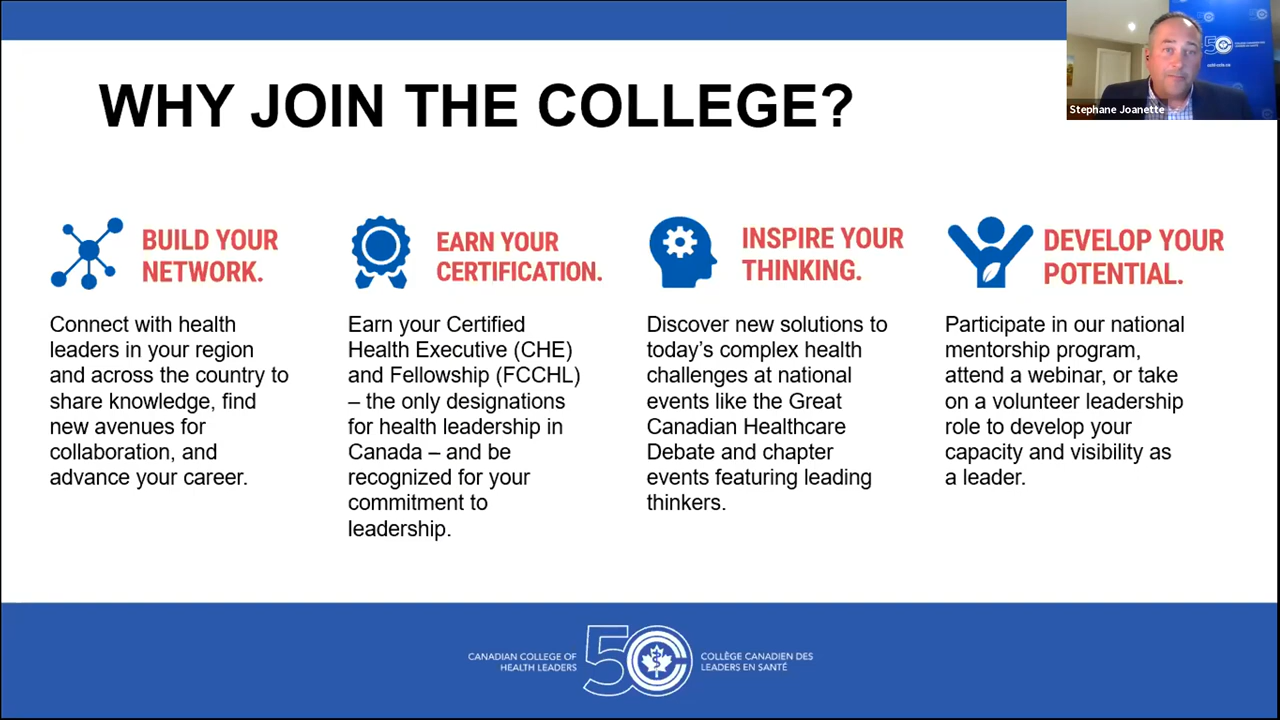 WHY JOIN THE COLLEGE?
Stephane Joanette
BUILD YOUR
NETWORK.
Connect with health
leaders in your region
and across the country to
share knowledge, find
new avenues for
collaboration, and
advance your career.
EARN YOUR
CERTIFICATION.
Earn your Certified
Health Executive (CHE)
and Fellowship (FCCHL)
– the only designations
for health leadership in
Canada – and be
recognized for your
commitment to
leadership.
INSPIRE YOUR
THINKING.
Discover new solutions to
today’s complex health
challenges at national
events like the Great
Canadian Healthcare
Debate and chapter
events featuring leading
thinkers.
DEVELOP YOUR
POTENTIAL.
Participate in our national
mentorship program,
attend a webinar, or take
on a volunteer leadership
role to develop your
capacity and visibility as
a leader.
CANADIAN COLLEGE OF
HEALTH LEADERS
50
COLLÈGE CANADIEN DES
LEADERS EN SANTÉ